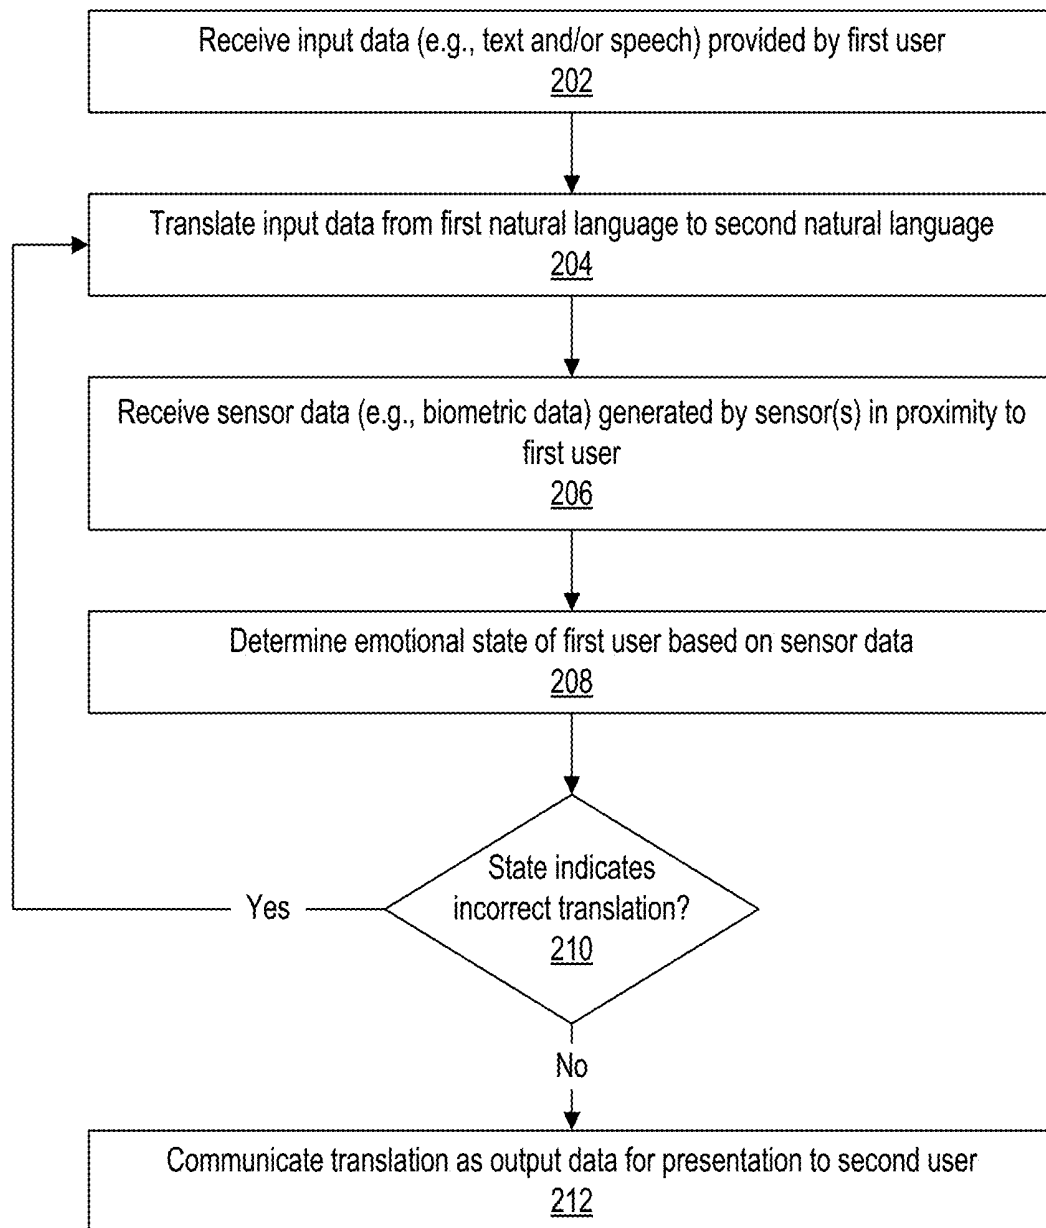 Receive input data (e.g., text and/or speech) provided by first user
202
Translate input data from first natural language to second natural language
204
Receive sensor data (e.g., biometric data) generated by sensor(s) in proximity to
first user
206
Determine emotional state of first user based on sensor data
208
State indicates
incorrect translation?
210
Yes
No
Communicate translation as output data for presentation to second user
212